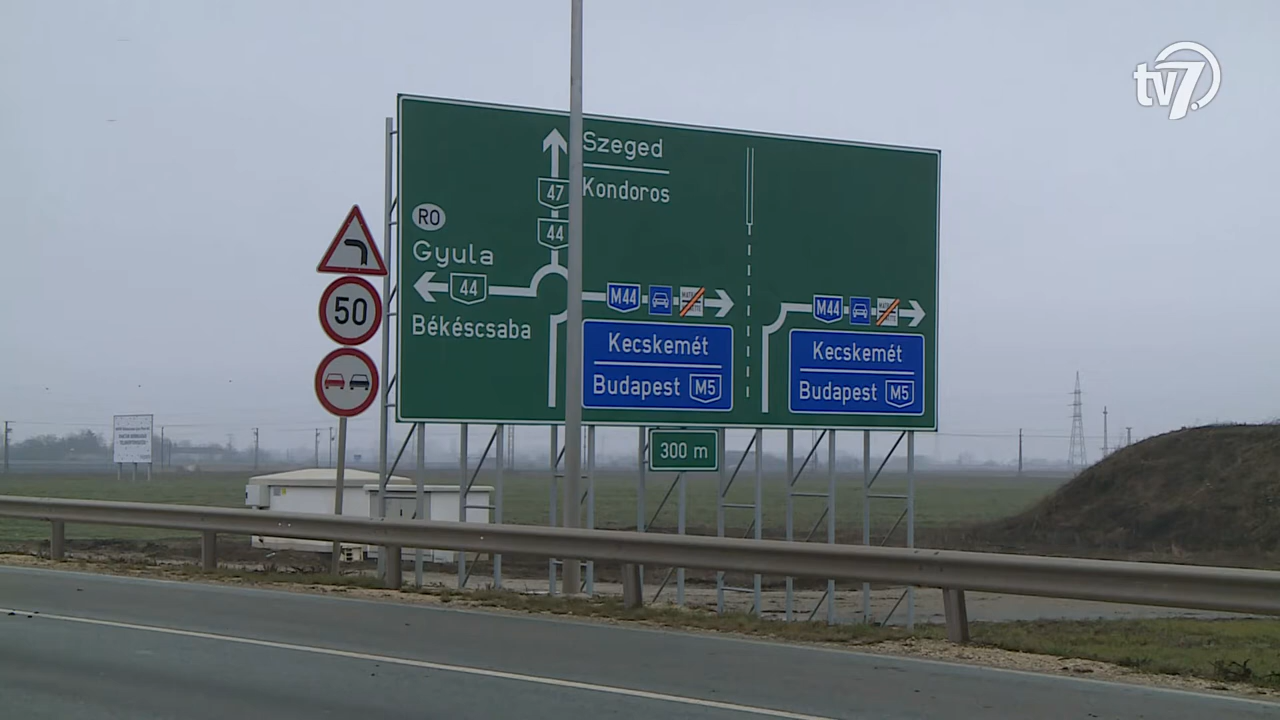 tv7
Szeged
47
Kondoros
RO
44
Gyula
44
M44
M44
Békéscsaba
Kecskemét
Kecskemét
Budapest M5
Budapest M5
50
300 m